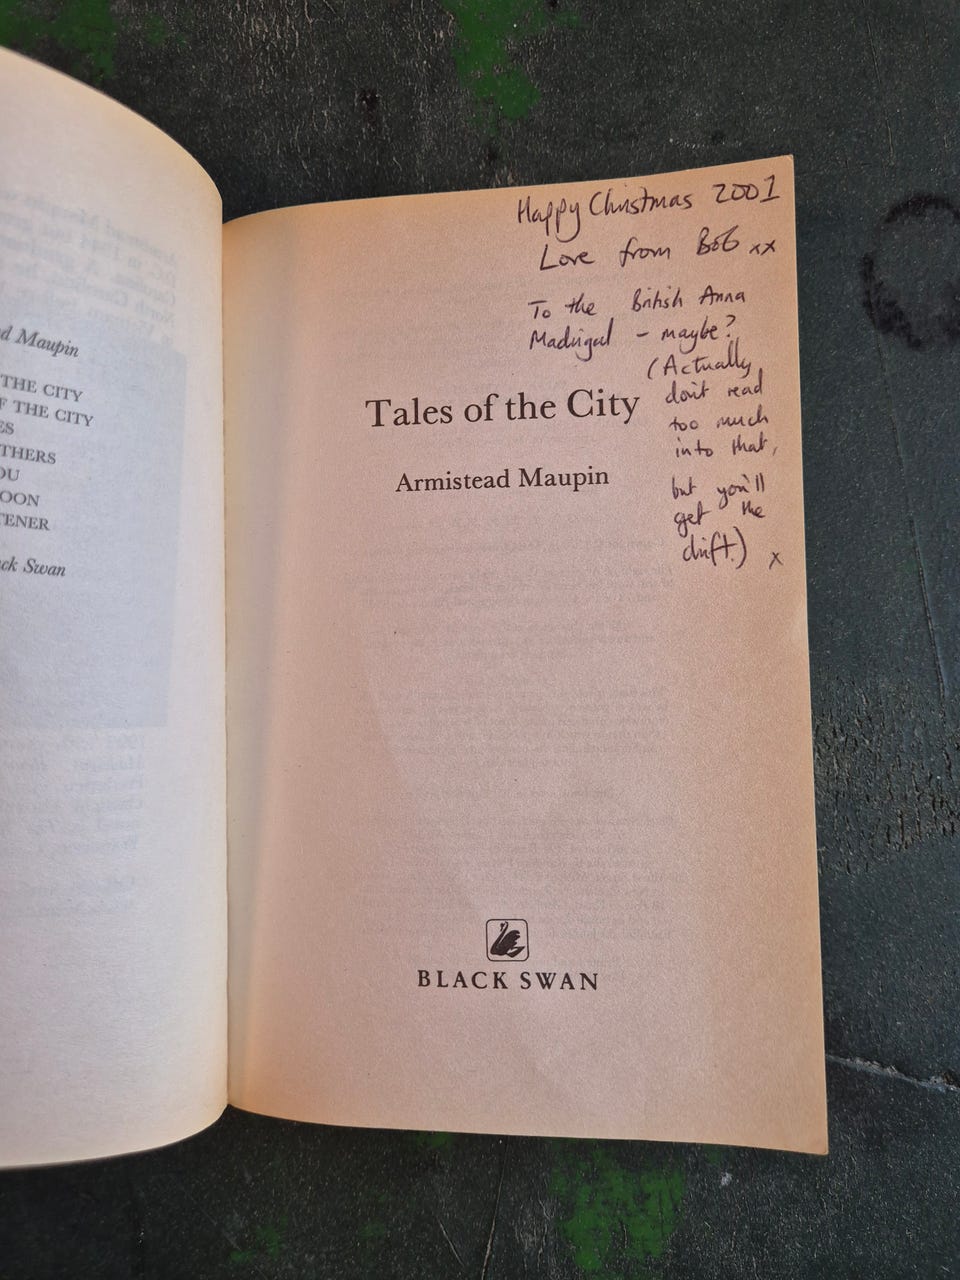 d Maupin
THE CITY
F THE CITY
ES
THERS
OU
OON
TENER
ck Swan
Happy Christmas 2001
Love from Bob xx
To the British Anna
Madrigal - maybe?
(Actually
don't read
too much
into that,
but you'll
get the
drift.) x
Tales of the City
Armistead Maupin
BLACK SWAN